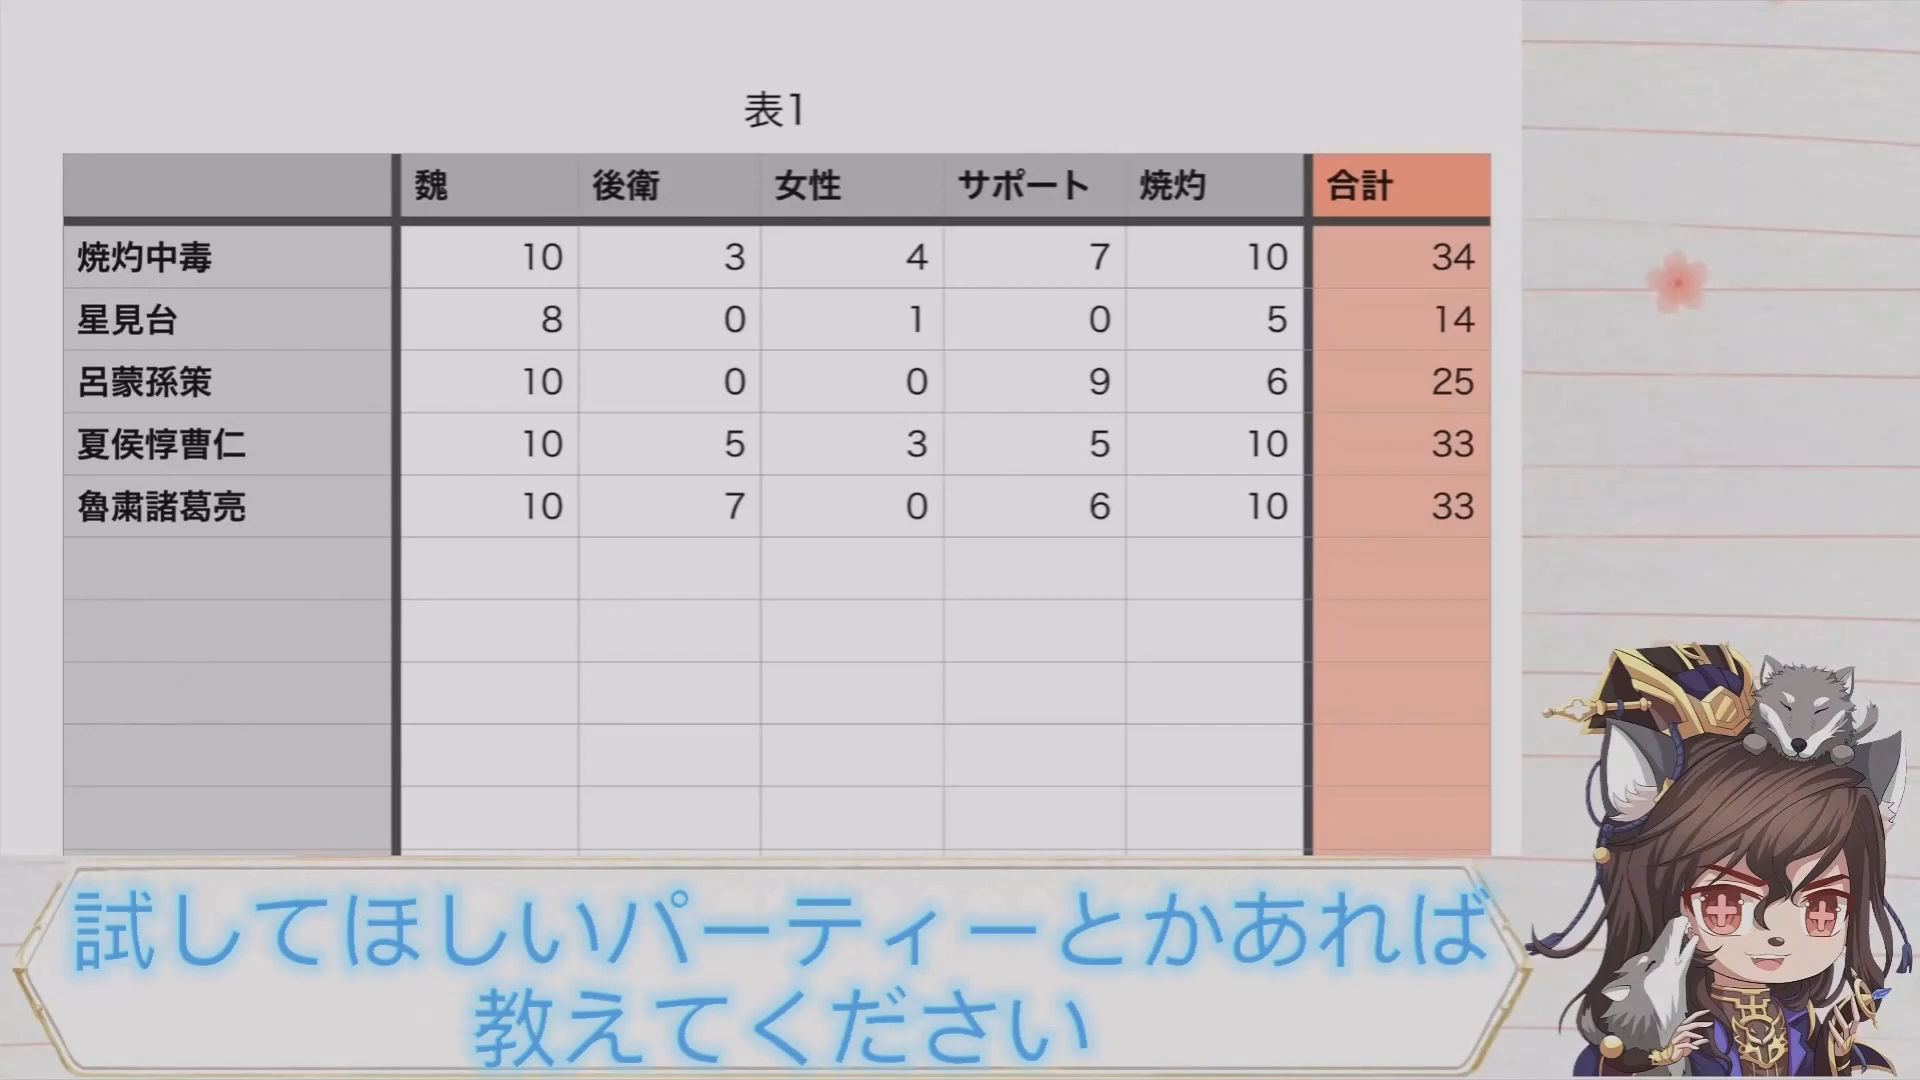 表1
魏 後衛 女性 サポート 焼灼 合計
焼灼中毒 10 3 4 7 10 34
星見台 8 0 1 0 5 14
呂蒙孫策 10 0 0 9 6 25
夏侯惇曹仁 10 5 3 5 10 33
魯粛諸葛亮 10 7 0 6 10 33
試してほしいパーティーとかあれば
教えてください